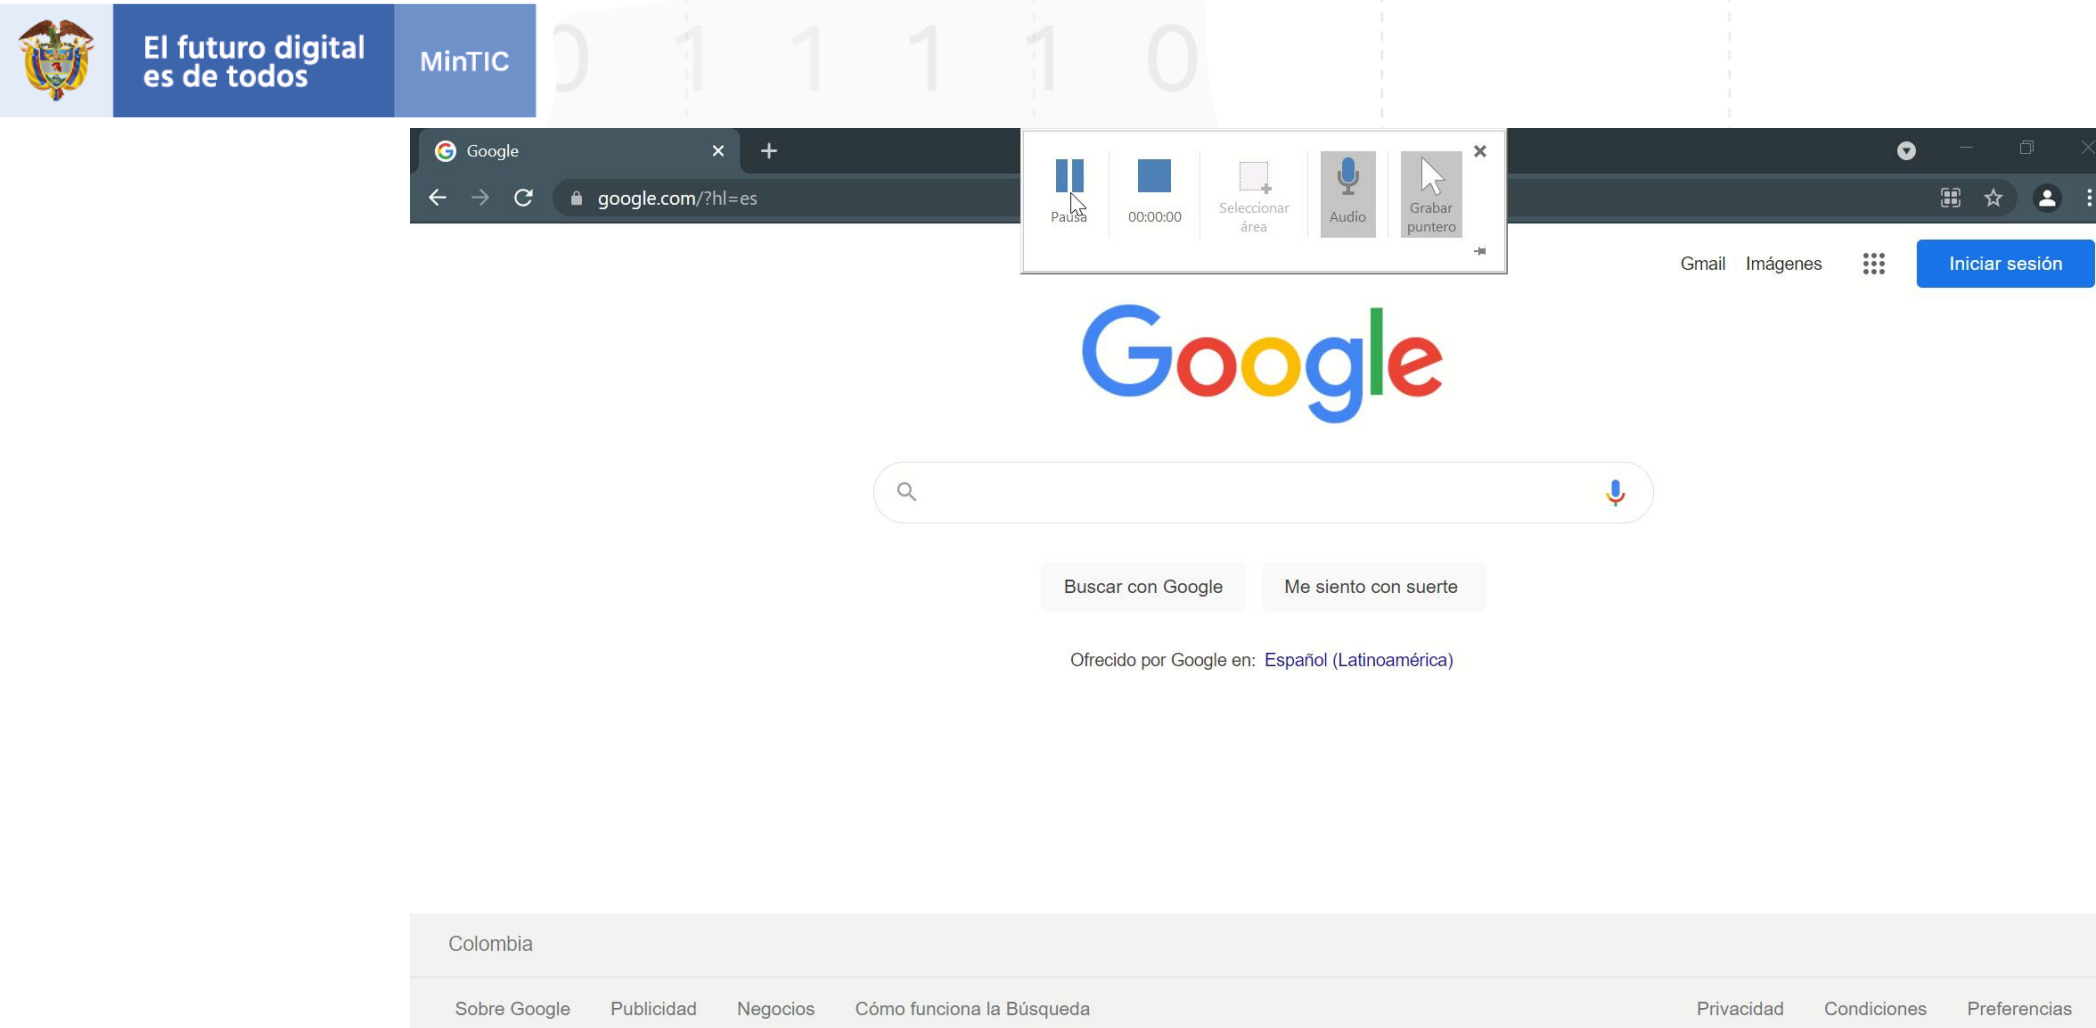 El futuro digital
es de todos
MinTIC
0 1 1 1 1 0
Google
google.com/?hl=es
Pausa
00:00:00
Seleccionar
área
Audio
Grabar
puntero
Gmail Imágenes Iniciar sesión
Google
Buscar con Google Me siento con suerte
Ofrecido por Google en: Español (Latinoamérica)
Colombia
Sobre Google Publicidad Negocios Cómo funciona la Búsqueda Privacidad Condiciones Preferencias